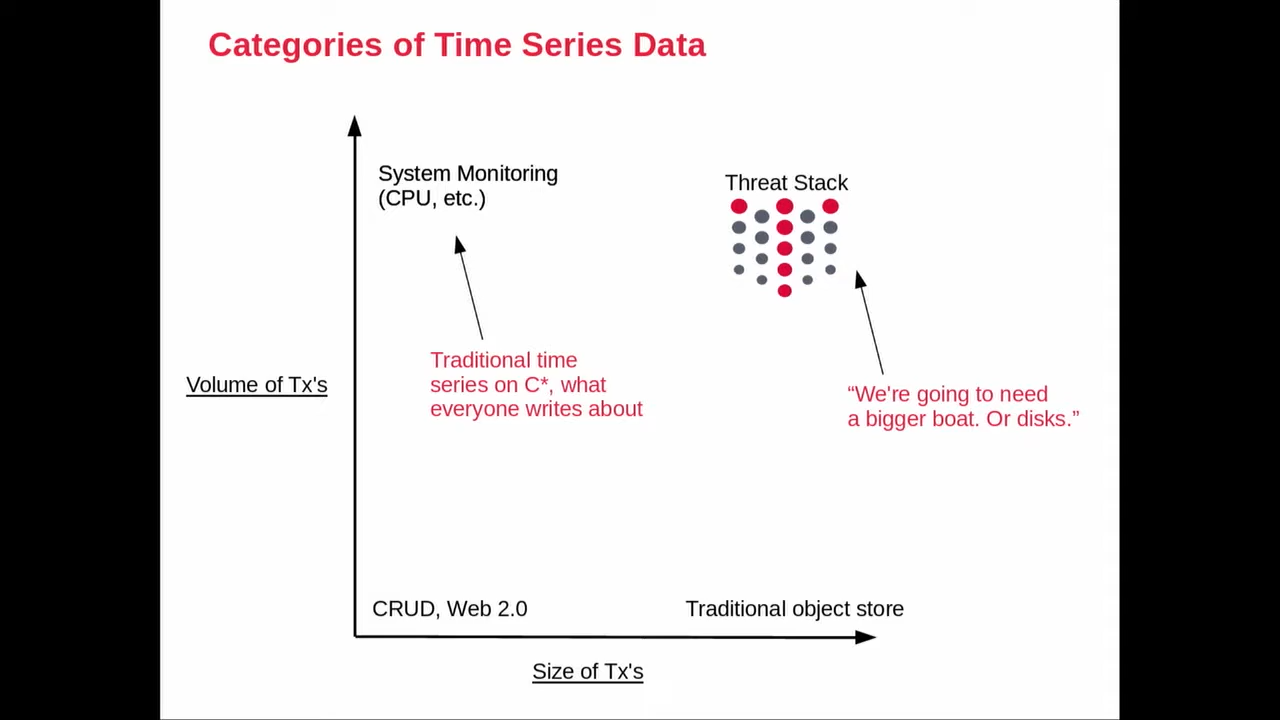 Categories of Time Series Data
System Monitoring
(CPU, etc.)
Threat Stack
Traditional time
series on C*, what
everyone writes about
Volume of Tx's
“We're going to need
a bigger boat. Or disks.”
CRUD, Web 2.0
Traditional object store
Size of Tx's